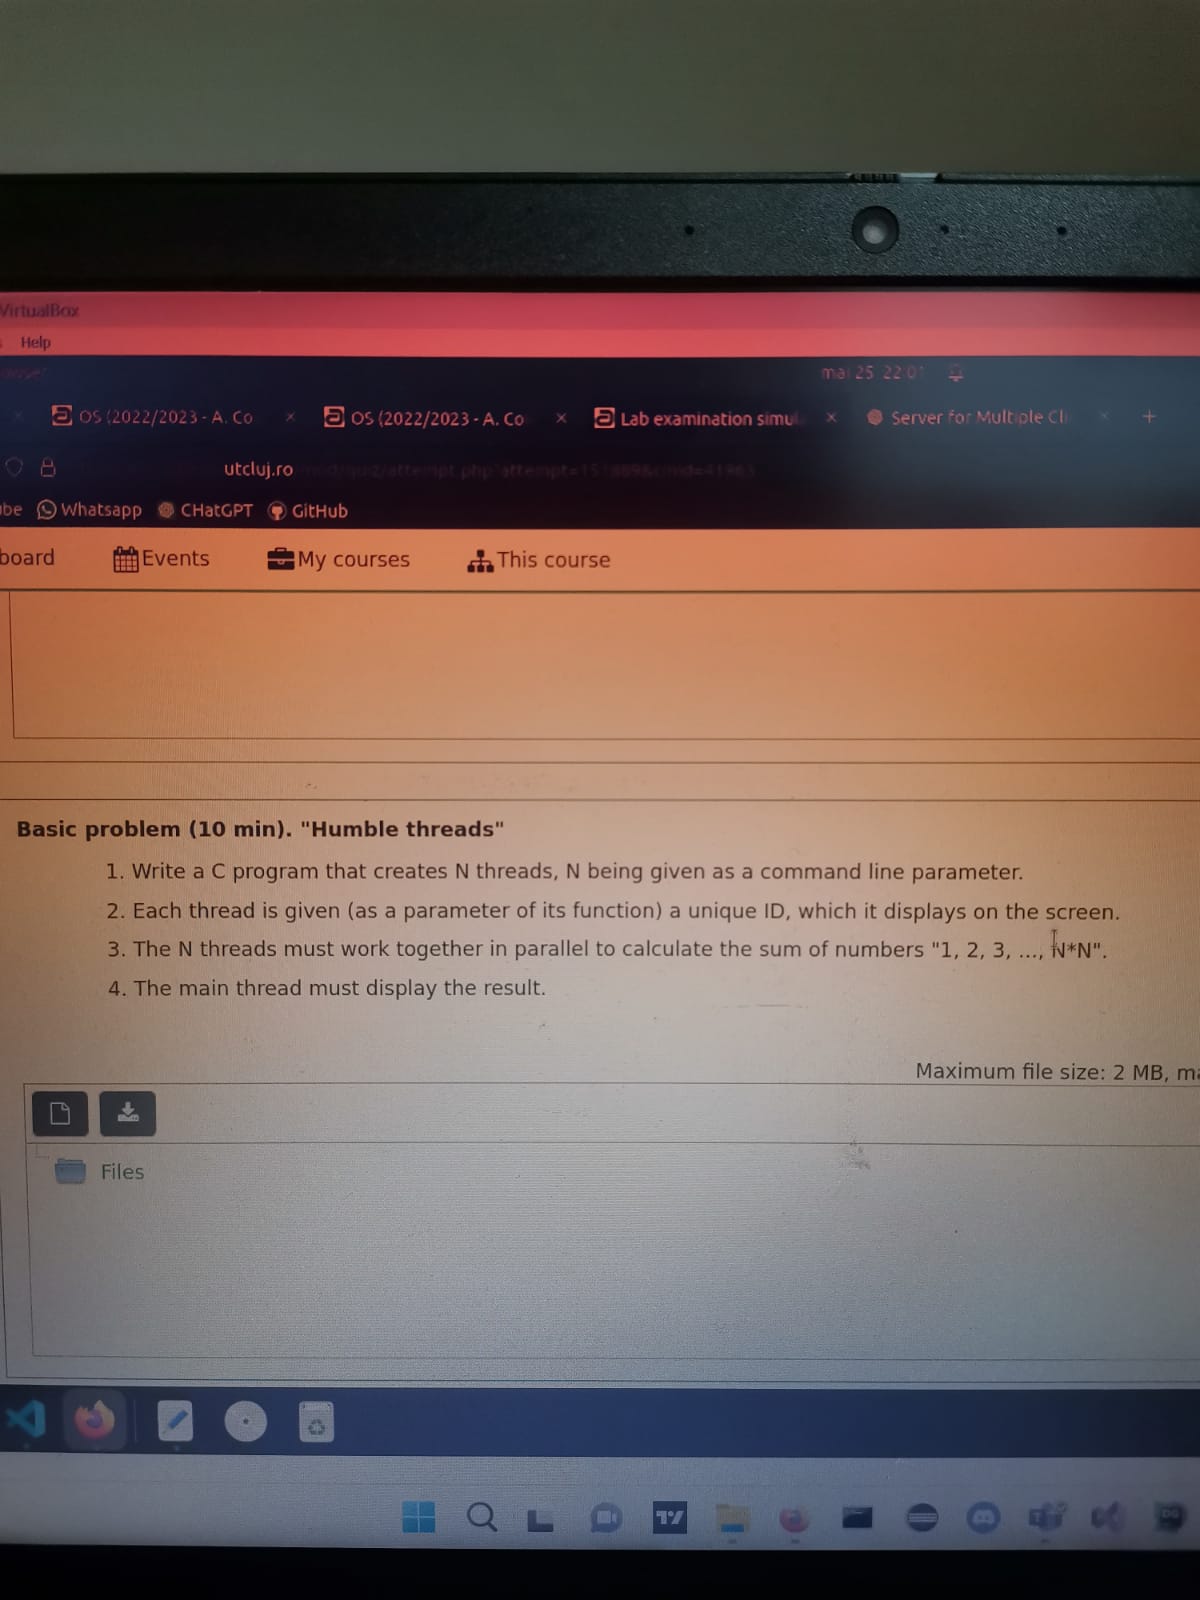 VirtualBox
Help
mai 25 22:01
OS (2022/2023 - A. Co
OS (2022/2023 - A. Co
Lab examination simul
Server for Multiple Cli
utcluj.ro
Whatsapp
CHatGPT
GitHub
board
Events
My courses
This course
Basic problem (10 min). "Humble threads"
1. Write a C program that creates N threads, N being given as a command line parameter.
2. Each thread is given (as a parameter of its function) a unique ID, which it displays on the screen.
3. The N threads must work together in parallel to calculate the sum of numbers "1, 2, 3, ..., N*N".
4. The main thread must display the result.
Maximum file size: 2 MB, ma
Files